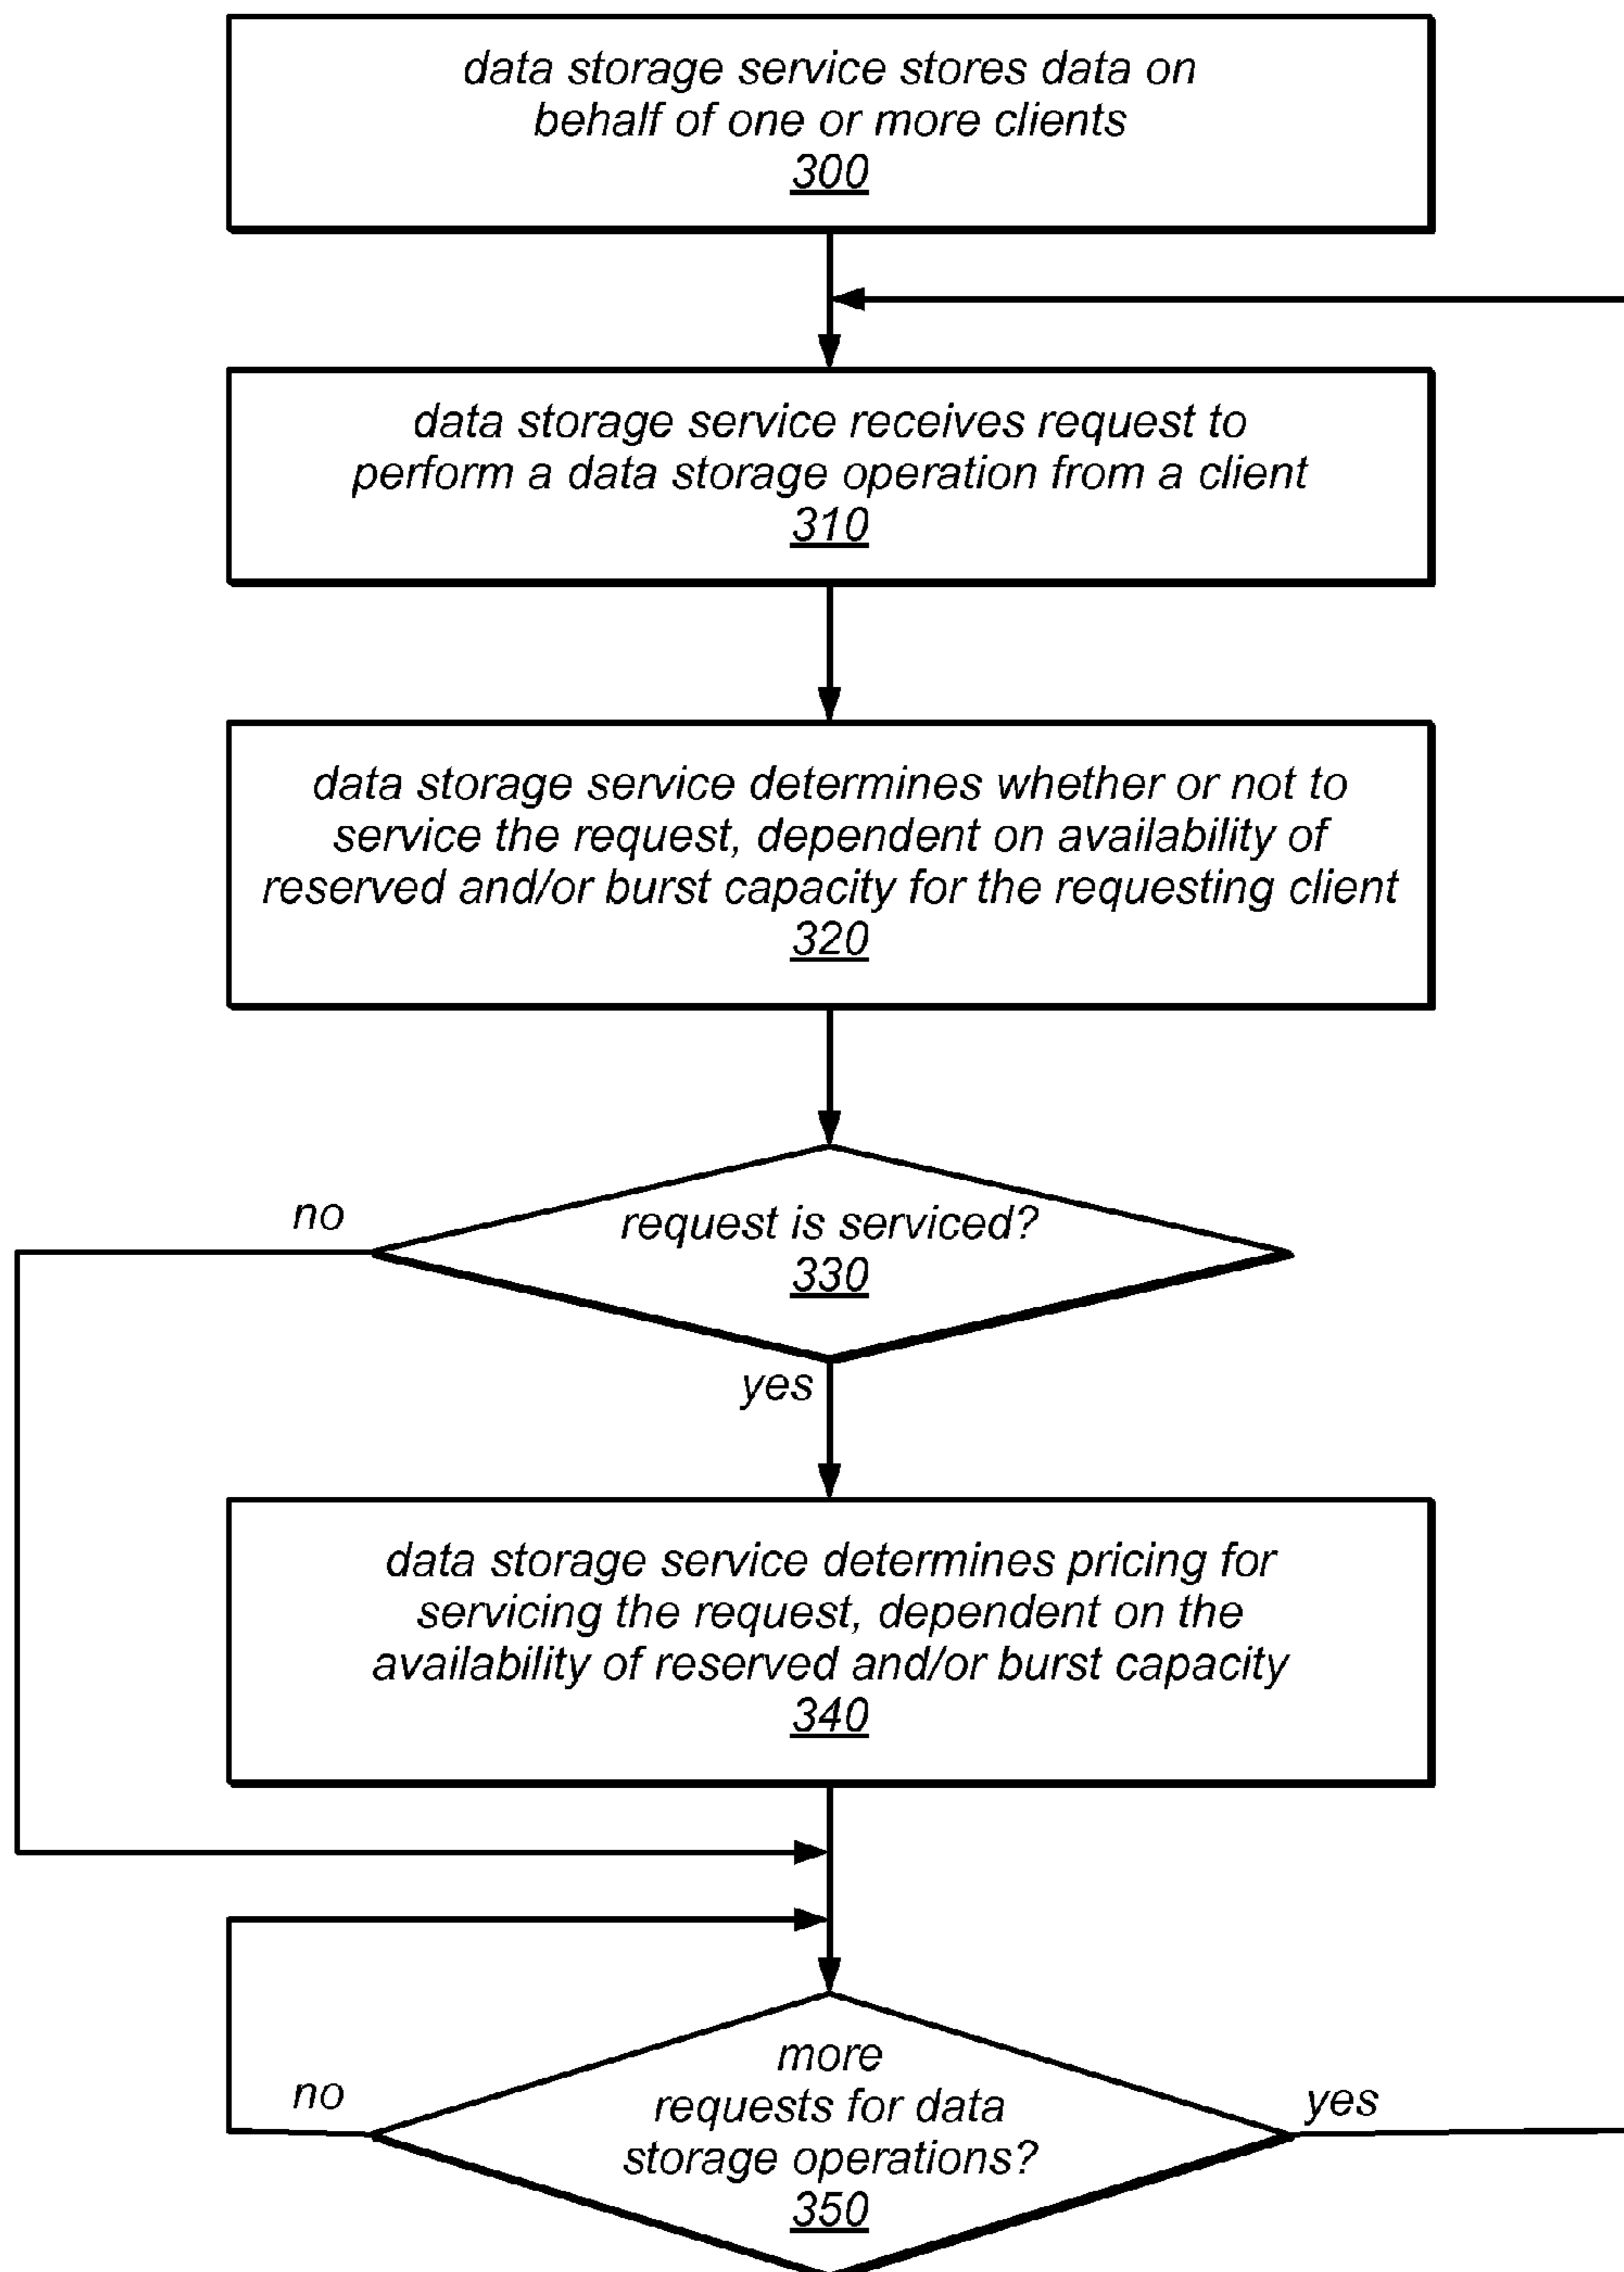 data storage service stores data on
behalf of one or more clients
300
data storage service receives request to
perform a data storage operation from a client
310
data storage service determines whether or not to
service the request, dependent on availability of
reserved and/or burst capacity for the requesting client
320
no
request is serviced?
330
yes
data storage service determines pricing for
servicing the request, dependent on the
availability of reserved and/or burst capacity
340
more
no
requests for data
yes
storage operations?
350